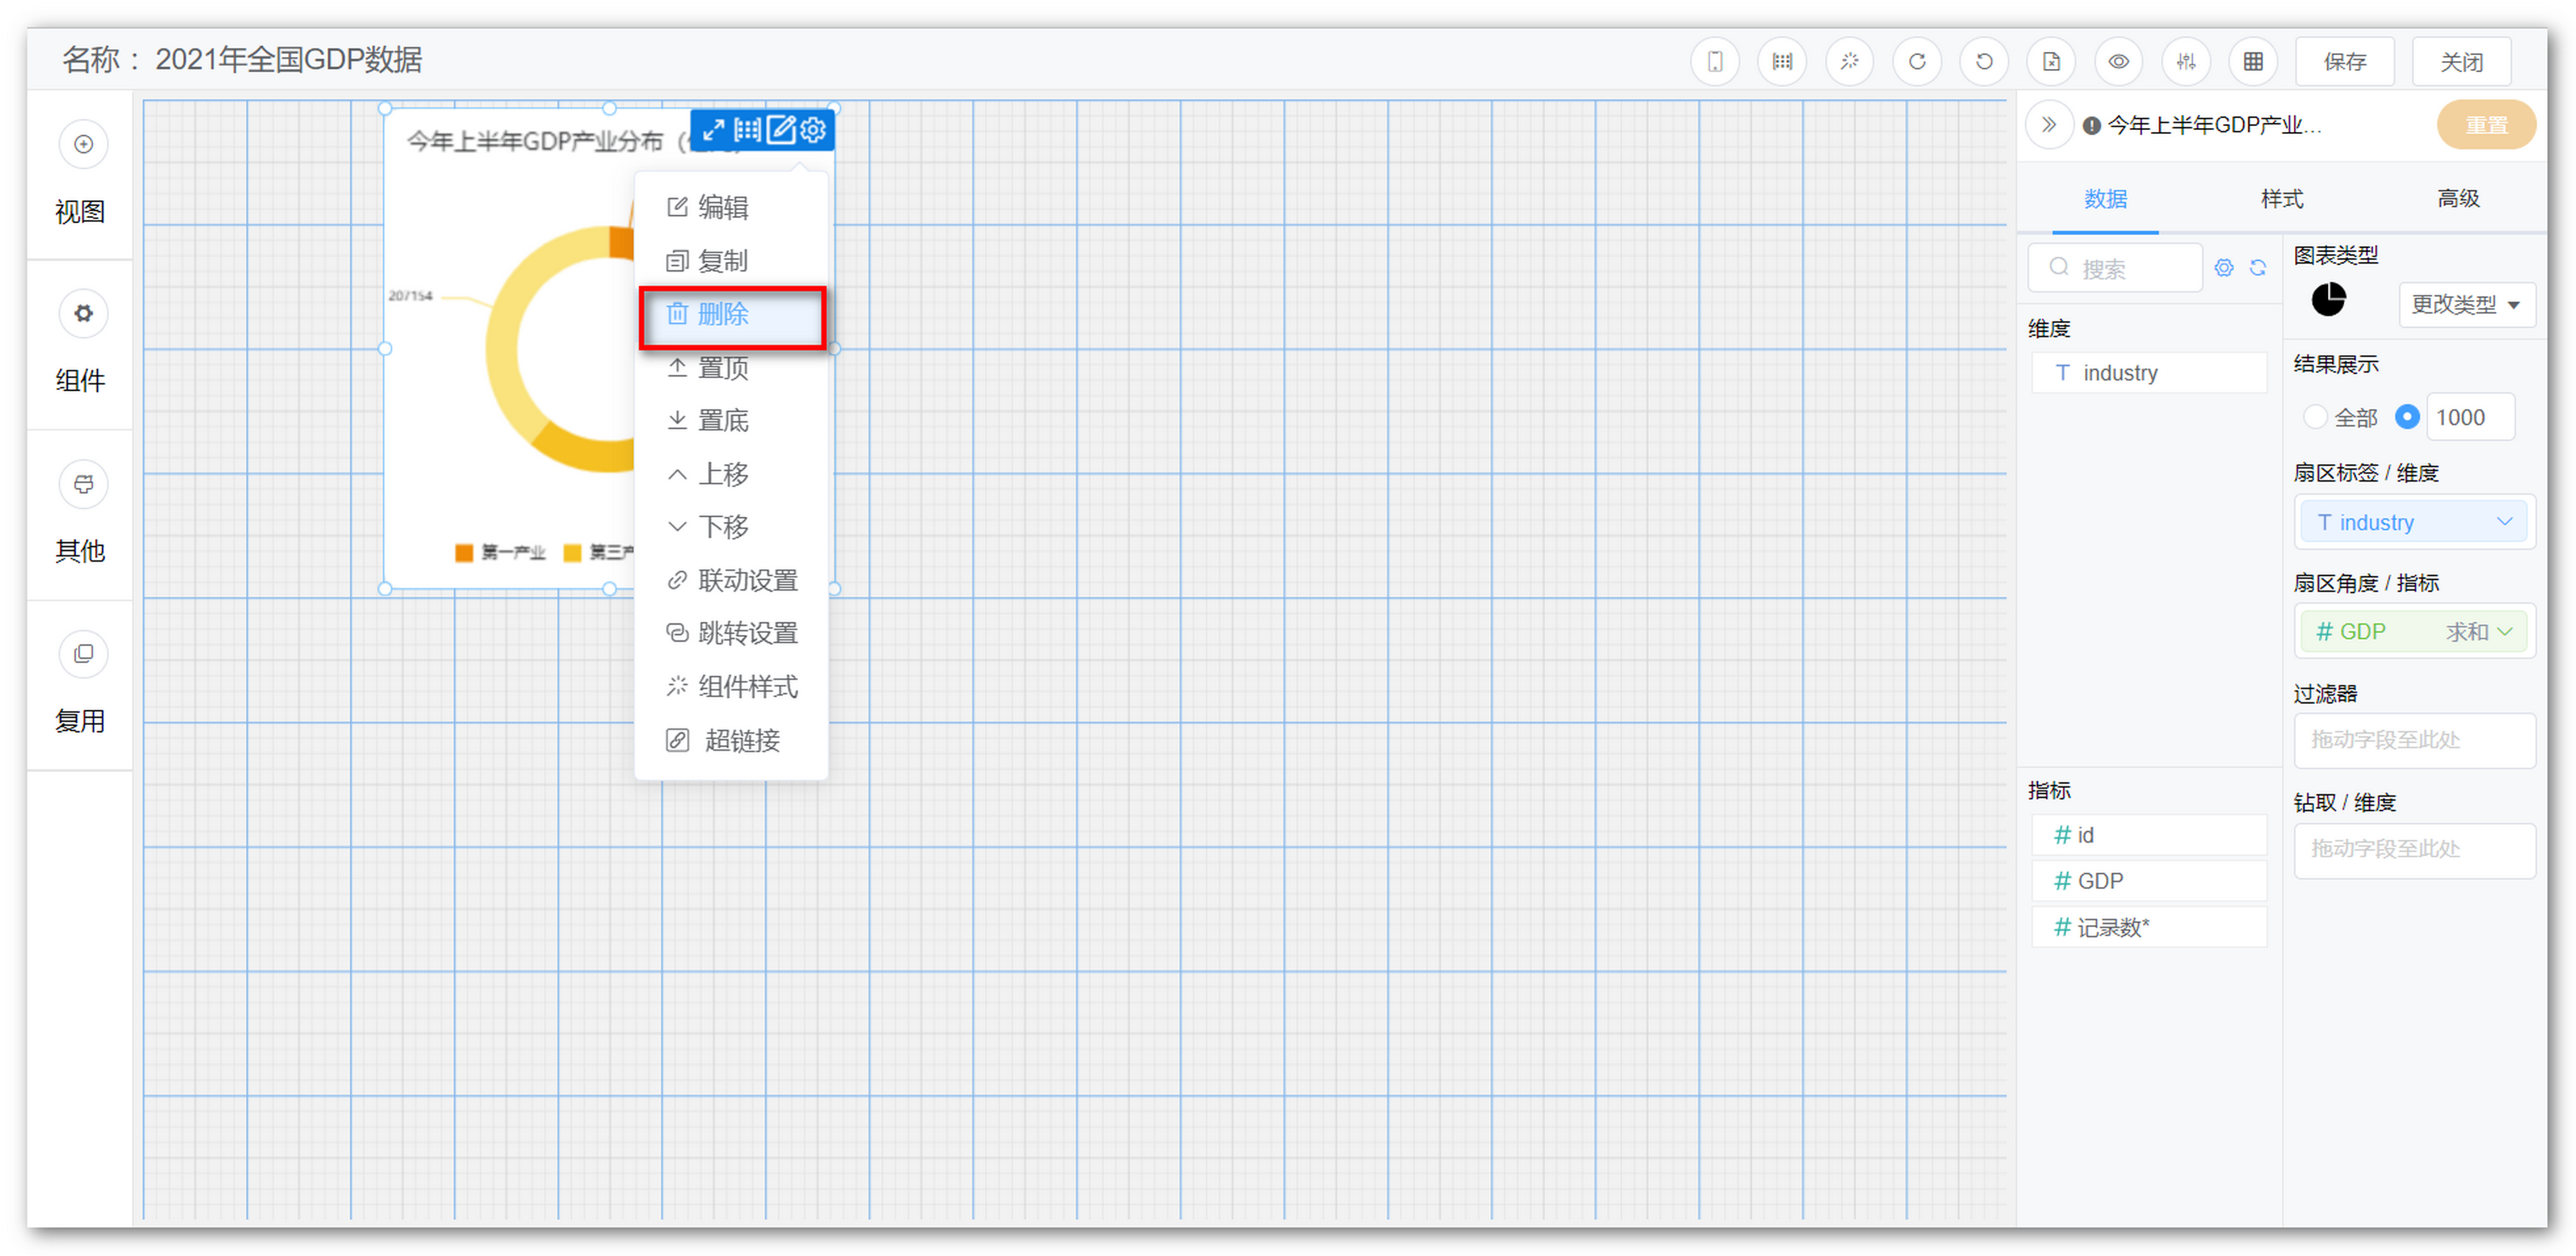 名称： 2021年全国GDP数据
保存
关闭
视图
组件
其他
复用
今年上半年GDP产业分布（
207154
第一产业
第三产
编辑
复制
删除
置顶
置底
上移
下移
联动设置
跳转设置
组件样式
超链接
今年上半年GDP产业...
重置
数据
样式
高级
搜索
维度
T industry
指标
# id
# GDP
# 记录数*
图表类型
更改类型
结果展示
全部
1000
扇区标签 / 维度
T industry
扇区角度 / 指标
# GDP 求和
过滤器
拖动字段至此处
钻取 / 维度
拖动字段至此处